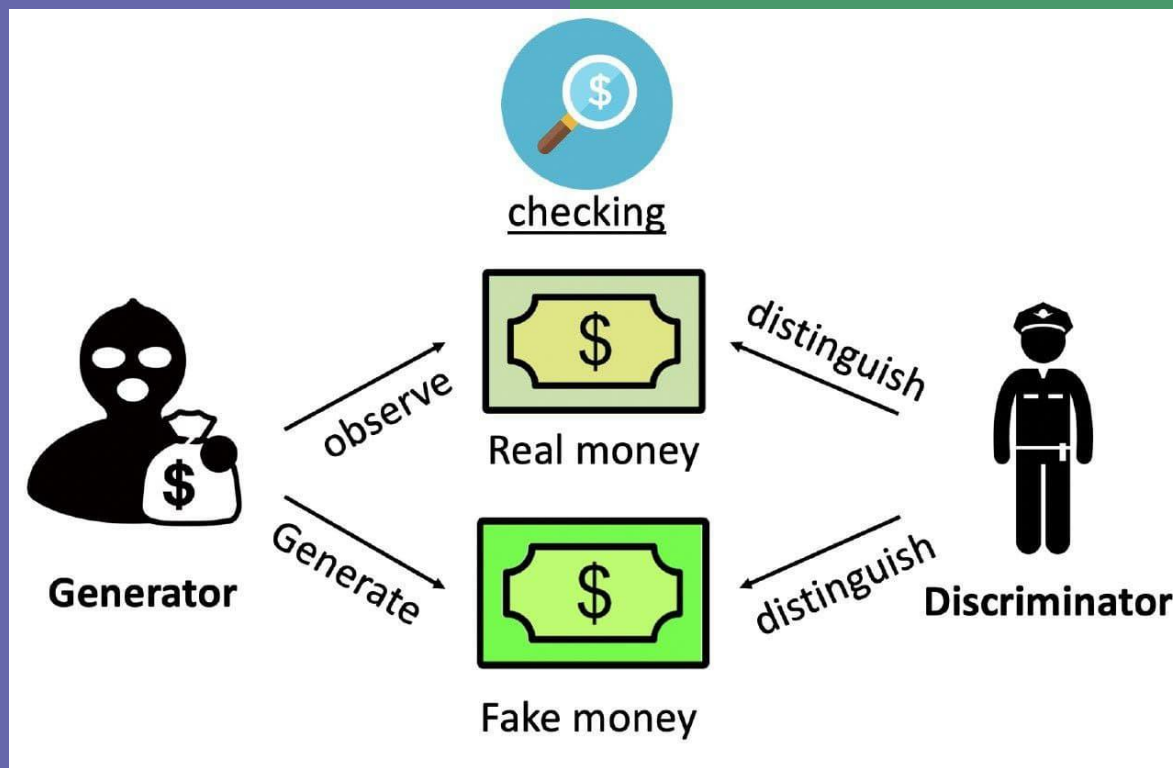 $
checking
$
distinguish
observe
Real money
$
Generate
$
distinguish
Generator
Discriminator
Fake money